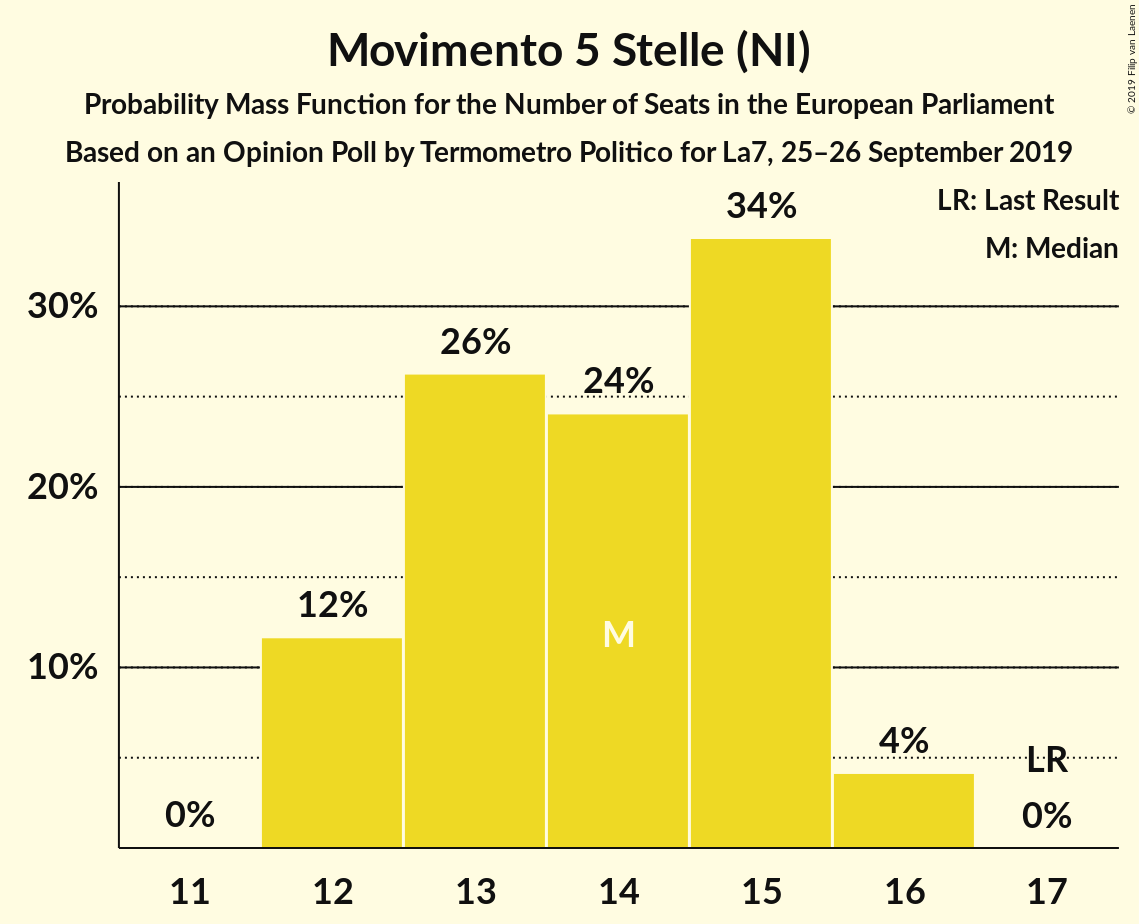 Movimento 5 Stelle (NI)
Probability Mass Function for the Number of Seats in the European Parliament
Based on an Opinion Poll by Termometro Politico for La7, 25–26 September 2019
© 2019 Filip van Laenen
LR: Last Result
M: Median
34%
30%
26%
24%
20%
12%
M
10%
4%
LR
0%
0%
11 12 13 14 15 16 17